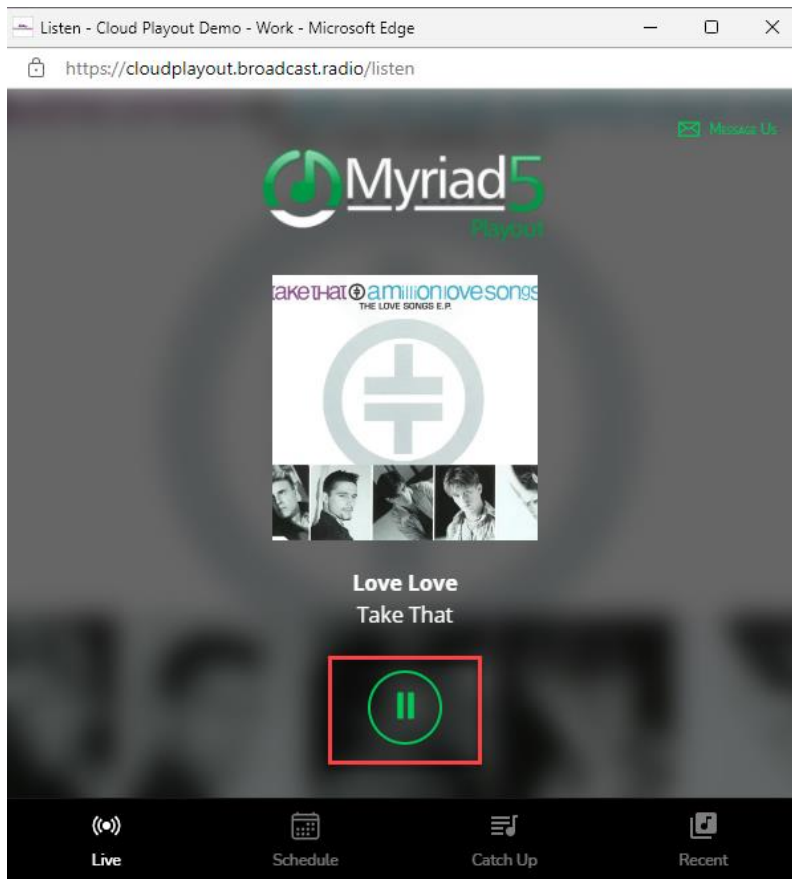 Listen - Cloud Playout Demo - Work - Microsoft Edge
https://cloudplayout.broadcast.radio/listen
Message Us
Myriad5
Playout
take that a million love songs
THE LOVE SONGS E.P.
Love Love
Take That
Live Schedule Catch Up Recent